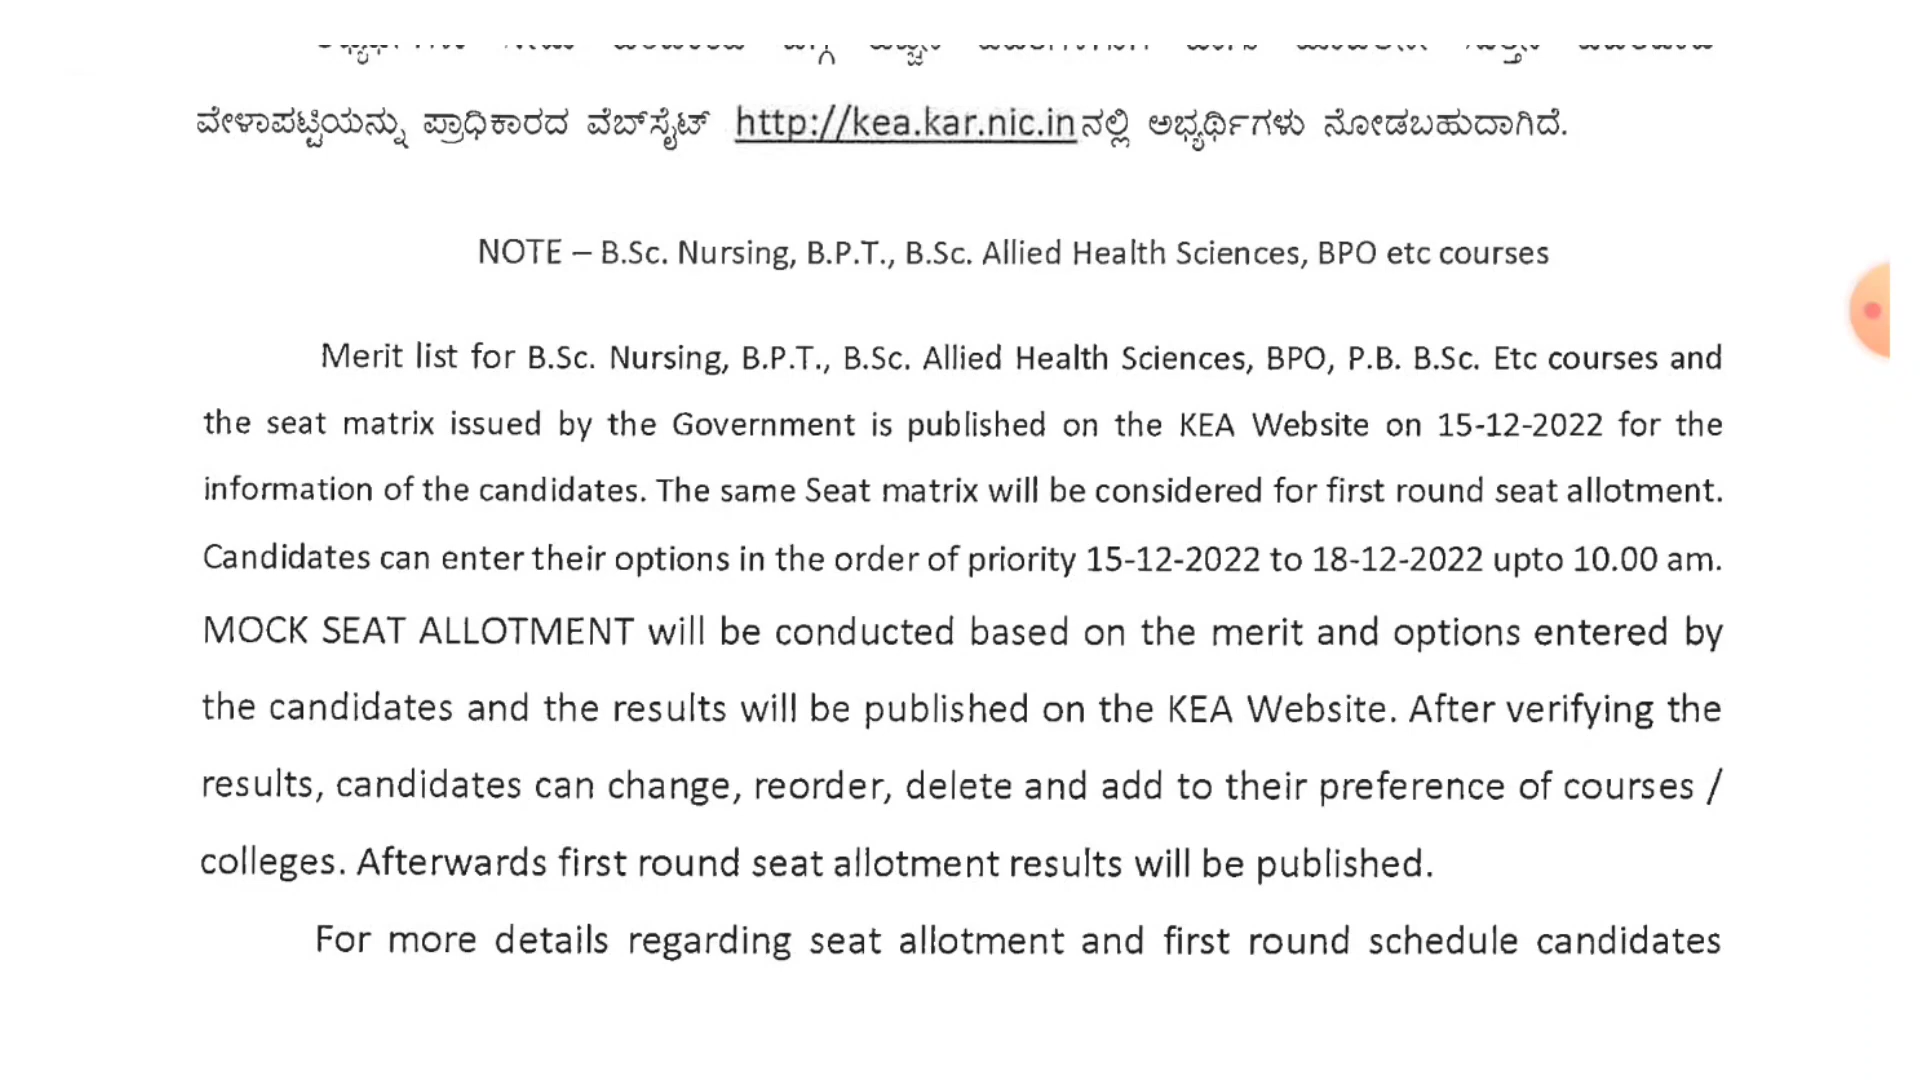 ವೇಳಾಪಟ್ಟಿಯನ್ನು ಪ್ರಾಧಿಕಾರದ ವೆಬ್‌ಸೈಟ್ http://kea.kar.nic.in ನಲ್ಲಿ ಅಭ್ಯರ್ಥಿಗಳು ನೋಡಬಹುದಾಗಿದೆ.
NOTE – B.Sc. Nursing, B.P.T., B.Sc. Allied Health Sciences, BPO etc courses
Merit list for B.Sc. Nursing, B.P.T., B.Sc. Allied Health Sciences, BPO, P.B. B.Sc. Etc courses and
the seat matrix issued by the Government is published on the KEA Website on 15-12-2022 for the
information of the candidates. The same Seat matrix will be considered for first round seat allotment.
Candidates can enter their options in the order of priority 15-12-2022 to 18-12-2022 upto 10.00 am.
MOCK SEAT ALLOTMENT will be conducted based on the merit and options entered by
the candidates and the results will be published on the KEA Website. After verifying the
results, candidates can change, reorder, delete and add to their preference of courses /
colleges. Afterwards first round seat allotment results will be published.
For more details regarding seat allotment and first round schedule candidates